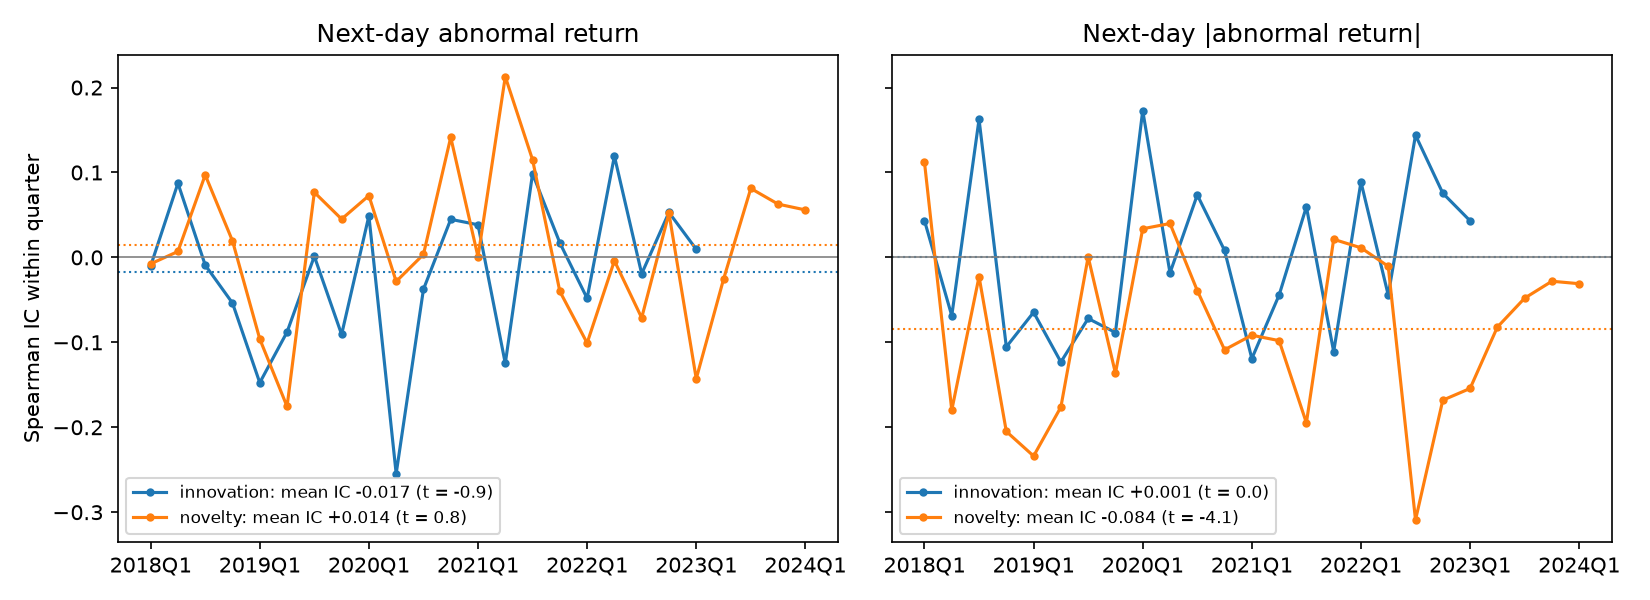 Next-day abnormal return
Spearman IC within quarter
0.2
0.1
0.0
−0.1
−0.2
−0.3
innovation: mean IC -0.017 (t = -0.9)
novelty: mean IC +0.014 (t = 0.8)
2018Q1 2019Q1 2020Q1 2021Q1 2022Q1 2023Q1 2024Q1
Next-day |abnormal return|
innovation: mean IC +0.001 (t = 0.0)
novelty: mean IC -0.084 (t = -4.1)
2018Q1 2019Q1 2020Q1 2021Q1 2022Q1 2023Q1 2024Q1